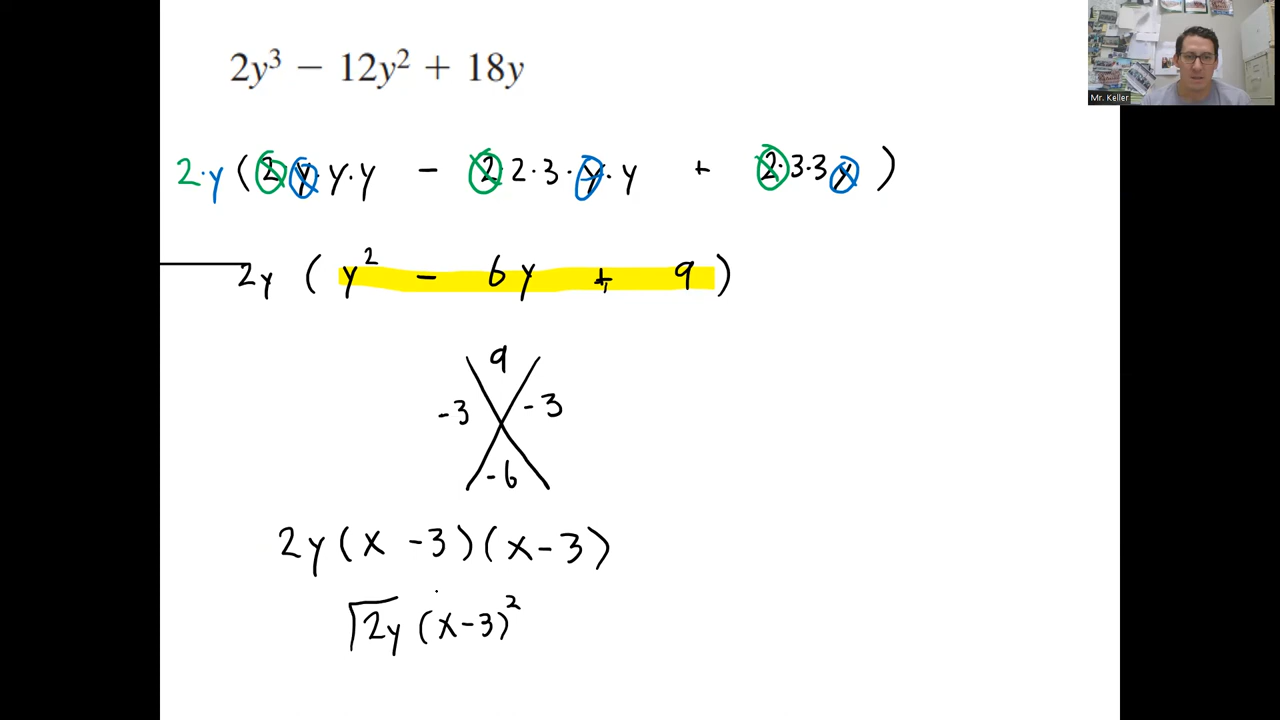 2y³ − 12y² + 18y
Mr. Keller
2·y ( 2·y·y·y − 2·2·3·y·y + 2·3·3 y )
2y ( y² − 6y + 9 )
9
-3 -3
-6
2y ( x -3 ) ( x - 3 )
2y ( x - 3 )²